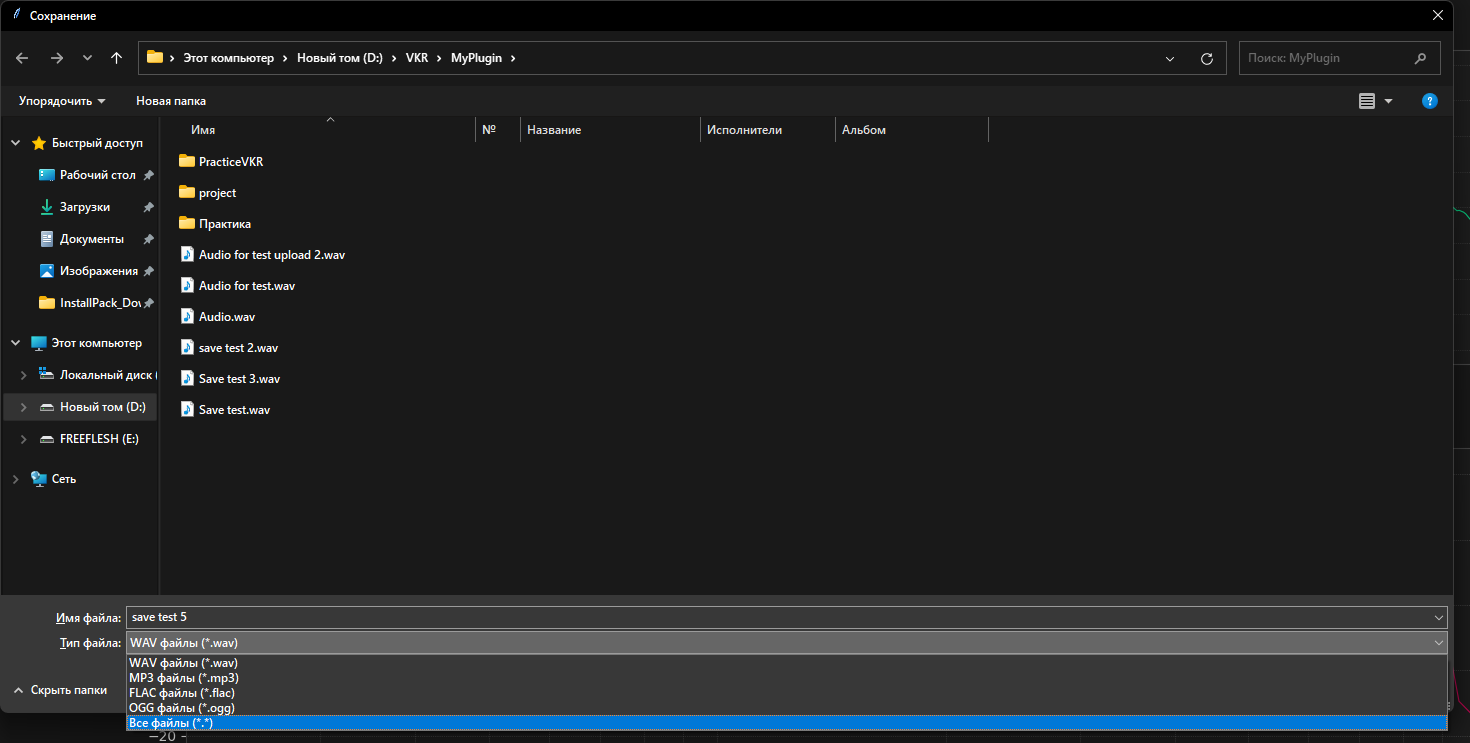 Сохранение
Этот компьютер > Новый том (D:) > VKR > MyPlugin >
Поиск: MyPlugin
Упорядочить
Новая папка
Имя
№
Название
Исполнители
Альбом
Быстрый доступ
Рабочий стол
Загрузки
Документы
Изображения
InstallPack_Dov
Этот компьютер
Локальный диск (
Новый том (D:)
FREEFLESH (E:)
Сеть
PracticeVKR
project
Практика
Audio for test upload 2.wav
Audio for test.wav
Audio.wav
save test 2.wav
Save test 3.wav
Save test.wav
Имя файла: save test 5
Тип файла: WAV файлы (*.wav)
WAV файлы (*.wav)
MP3 файлы (*.mp3)
FLAC файлы (*.flac)
OGG файлы (*.ogg)
Все файлы (*.*)
Скрыть папки
−20